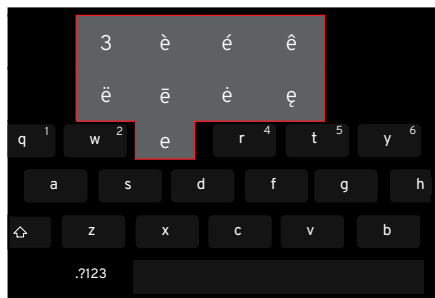 3 è é ê
ë ē ė ę
q 1 w 2 e r 4 t 5 y 6
a s d f g h
z x c v b
.?123